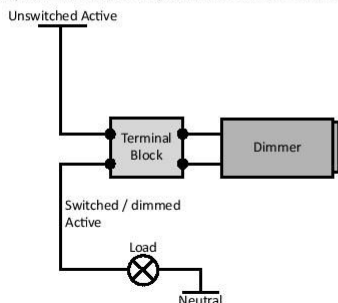 Unswitched Active
Terminal
Block
Dimmer
Switched / dimmed
Active
Load
Neutral